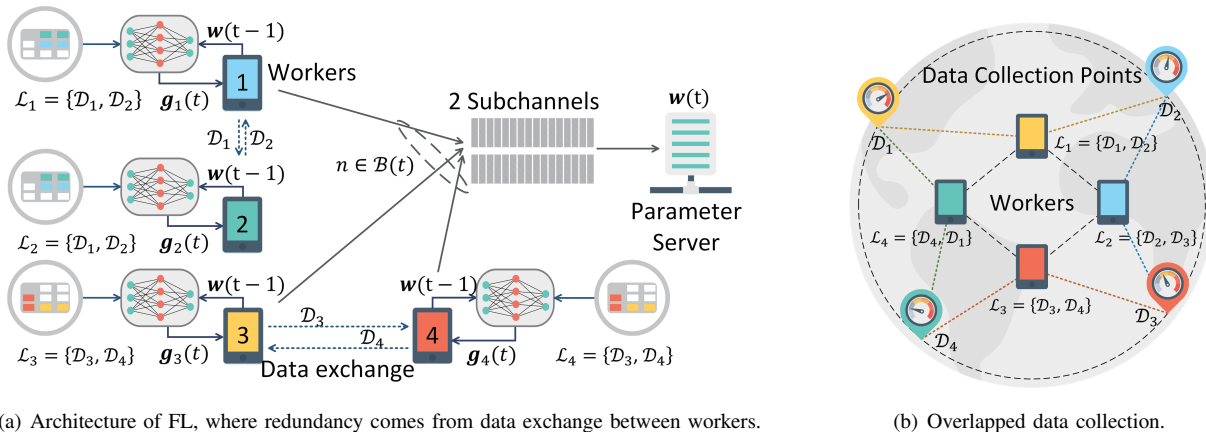 w(t−1)
1
Workers
ℒ₁ = {𝒟₁, 𝒟₂}
g₁(t)
𝒟₁
𝒟₂
2 Subchannels
w(t)
n ∈ ℬ(t)
w(t−1)
2
ℒ₂ = {𝒟₁, 𝒟₂}
g₂(t)
Parameter
Server
w(t−1)
3
ℒ₃ = {𝒟₃, 𝒟₄}
g₃(t)
𝒟₃
𝒟₄
Data exchange
w(t−1)
4
g₄(t)
ℒ₄ = {𝒟₃, 𝒟₄}
(a) Architecture of FL, where redundancy comes from data exchange between workers.
Data Collection Points
𝒟₁
𝒟₂
ℒ₁ = {𝒟₁, 𝒟₂}
Workers
ℒ₄ = {𝒟₄, 𝒟₁}
ℒ₂ = {𝒟₂, 𝒟₃}
ℒ₃ = {𝒟₃, 𝒟₄}
𝒟₃
𝒟₄
(b) Overlapped data collection.